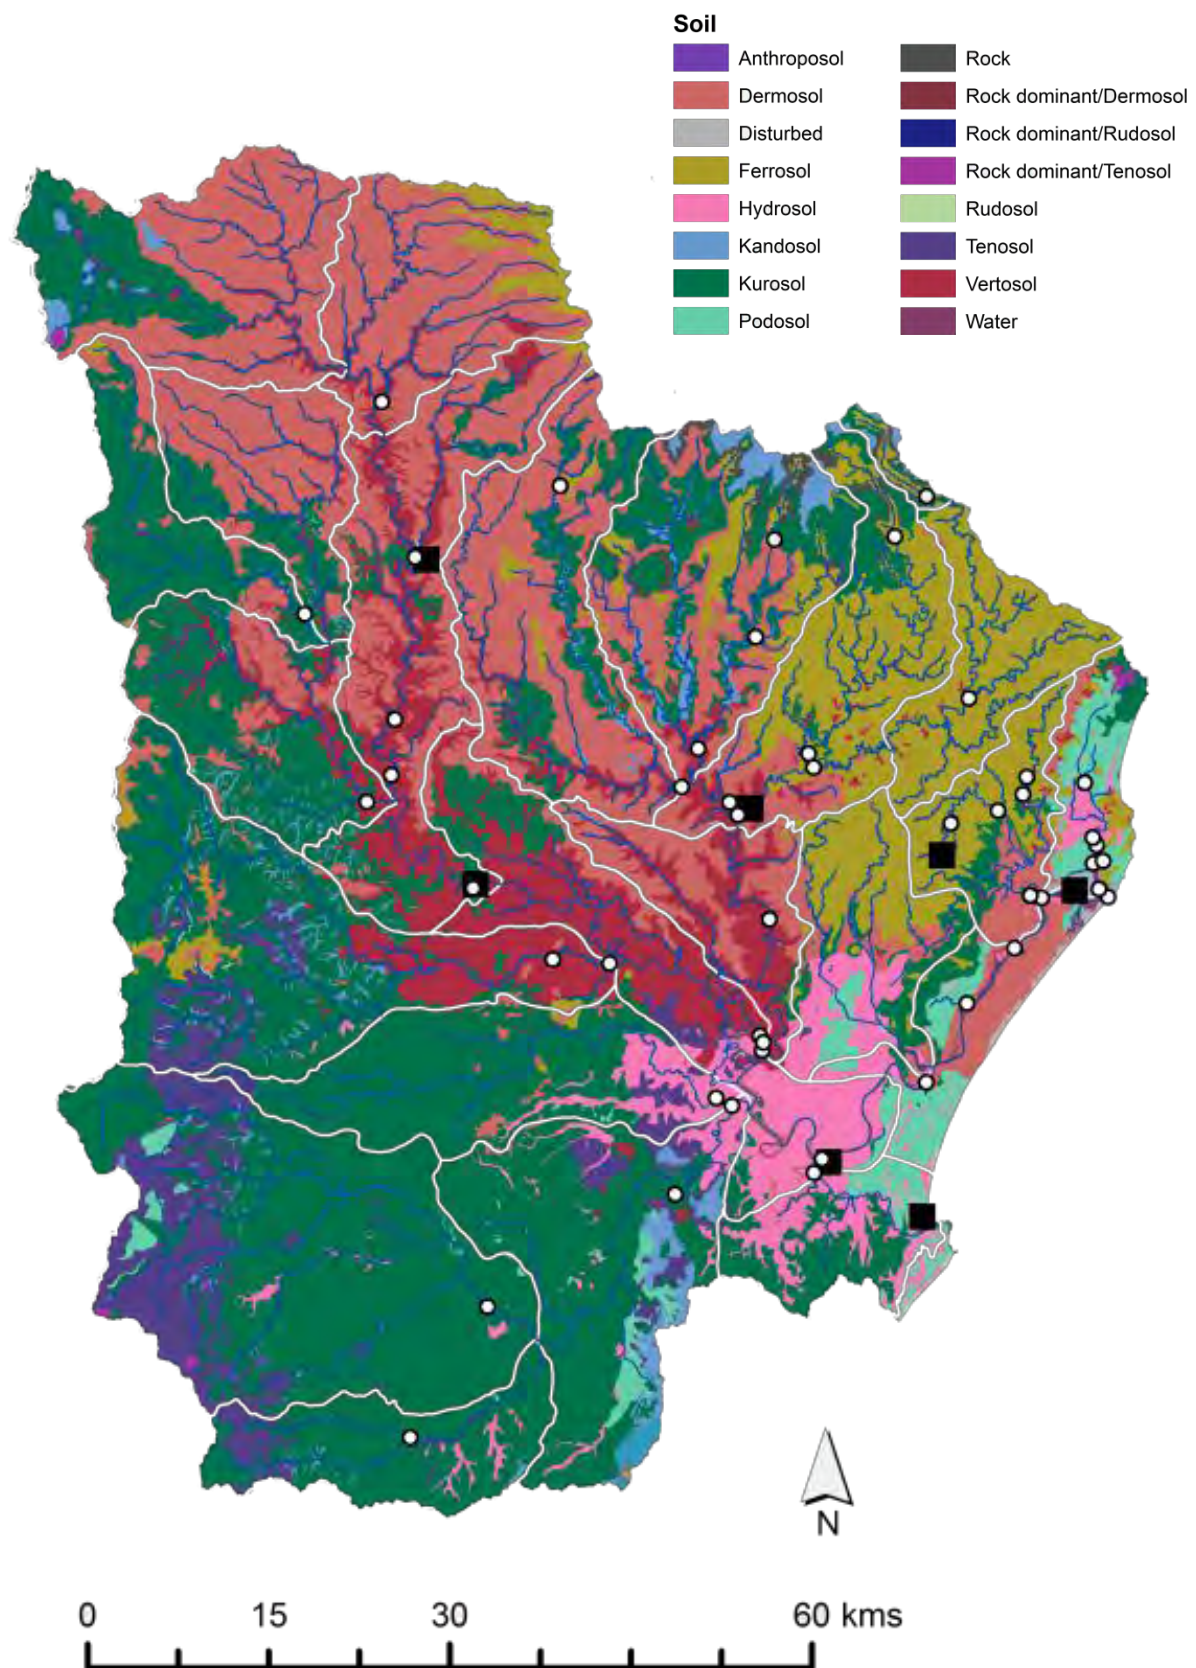 Soil
Anthroposol
Dermosol
Disturbed
Ferrosol
Hydrosol
Kandosol
Kurosol
Podosol
Rock
Rock dominant/Dermosol
Rock dominant/Rudosol
Rock dominant/Tenosol
Rudosol
Tenosol
Vertosol
Water
N
0 15 30 60 kms